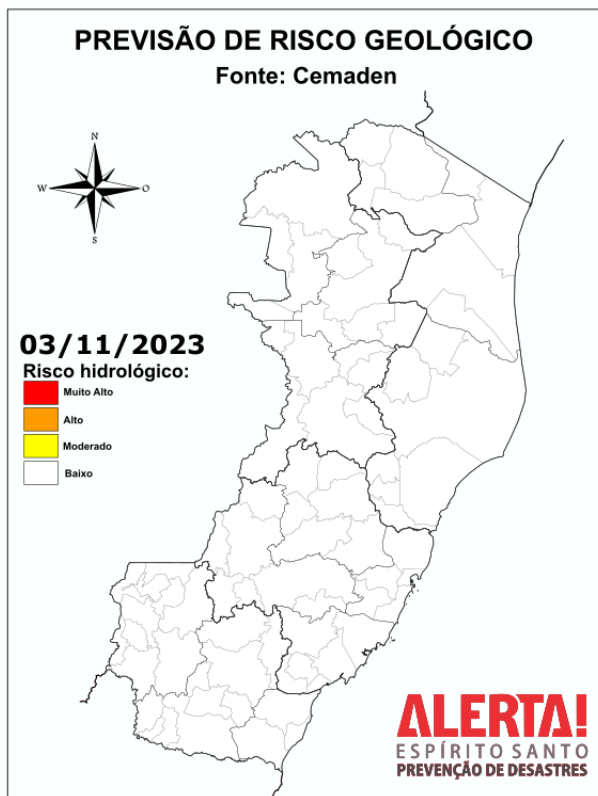 PREVISÃO DE RISCO GEOLÓGICO
Fonte: Cemaden
N
W
O
S
03/11/2023
Risco hidrológico:
Muito Alto
Alto
Moderado
Baixo
ALERTA!
ESPÍRITO SANTO
PREVENÇÃO DE DESASTRES